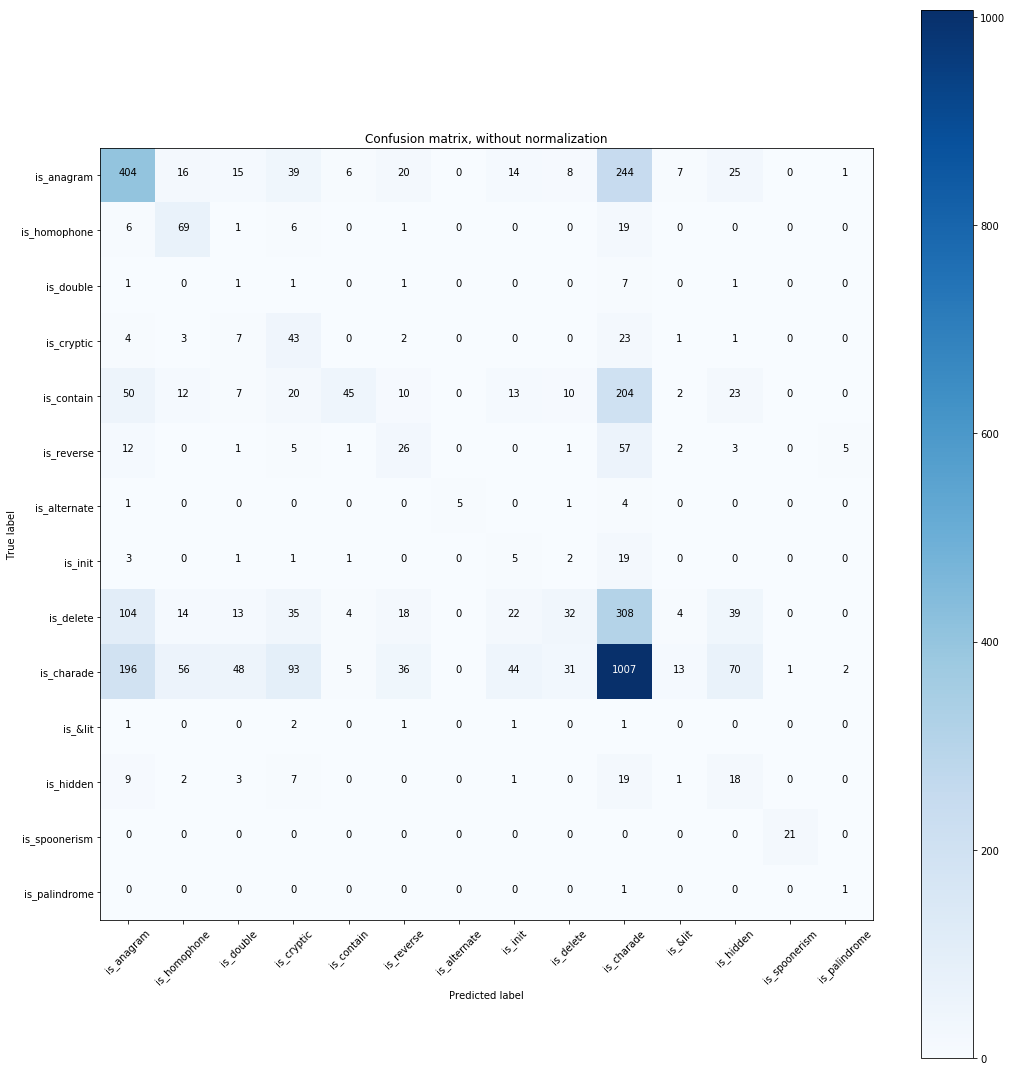 Confusion matrix, without normalization
is_anagram 404 16 15 39 6 20 0 14 8 244 7 25 0 1
is_homophone 6 69 1 6 0 1 0 0 0 19 0 0 0 0
is_double 1 0 1 1 0 1 0 0 0 7 0 1 0 0
is_cryptic 4 3 7 43 0 2 0 0 0 23 1 1 0 0
is_contain 50 12 7 20 45 10 0 13 10 204 2 23 0 0
is_reverse 12 0 1 5 1 26 0 0 1 57 2 3 0 5
is_alternate 1 0 0 0 0 0 5 0 1 4 0 0 0 0
is_init 3 0 1 1 1 0 0 5 2 19 0 0 0 0
is_delete 104 14 13 35 4 18 0 22 32 308 4 39 0 0
is_charade 196 56 48 93 5 36 0 44 31 1007 13 70 1 2
is_&lit 1 0 0 2 0 1 0 1 0 1 0 0 0 0
is_hidden 9 2 3 7 0 0 0 1 0 19 1 18 0 0
is_spoonerism 0 0 0 0 0 0 0 0 0 0 0 0 21 0
is_palindrome 0 0 0 0 0 0 0 0 0 1 0 0 0 1
True label
is_anagram is_homophone is_double is_cryptic is_contain is_reverse is_alternate is_init is_delete is_charade is_&lit is_hidden is_spoonerism is_palindrome
Predicted label
1000
800
600
400
200
0